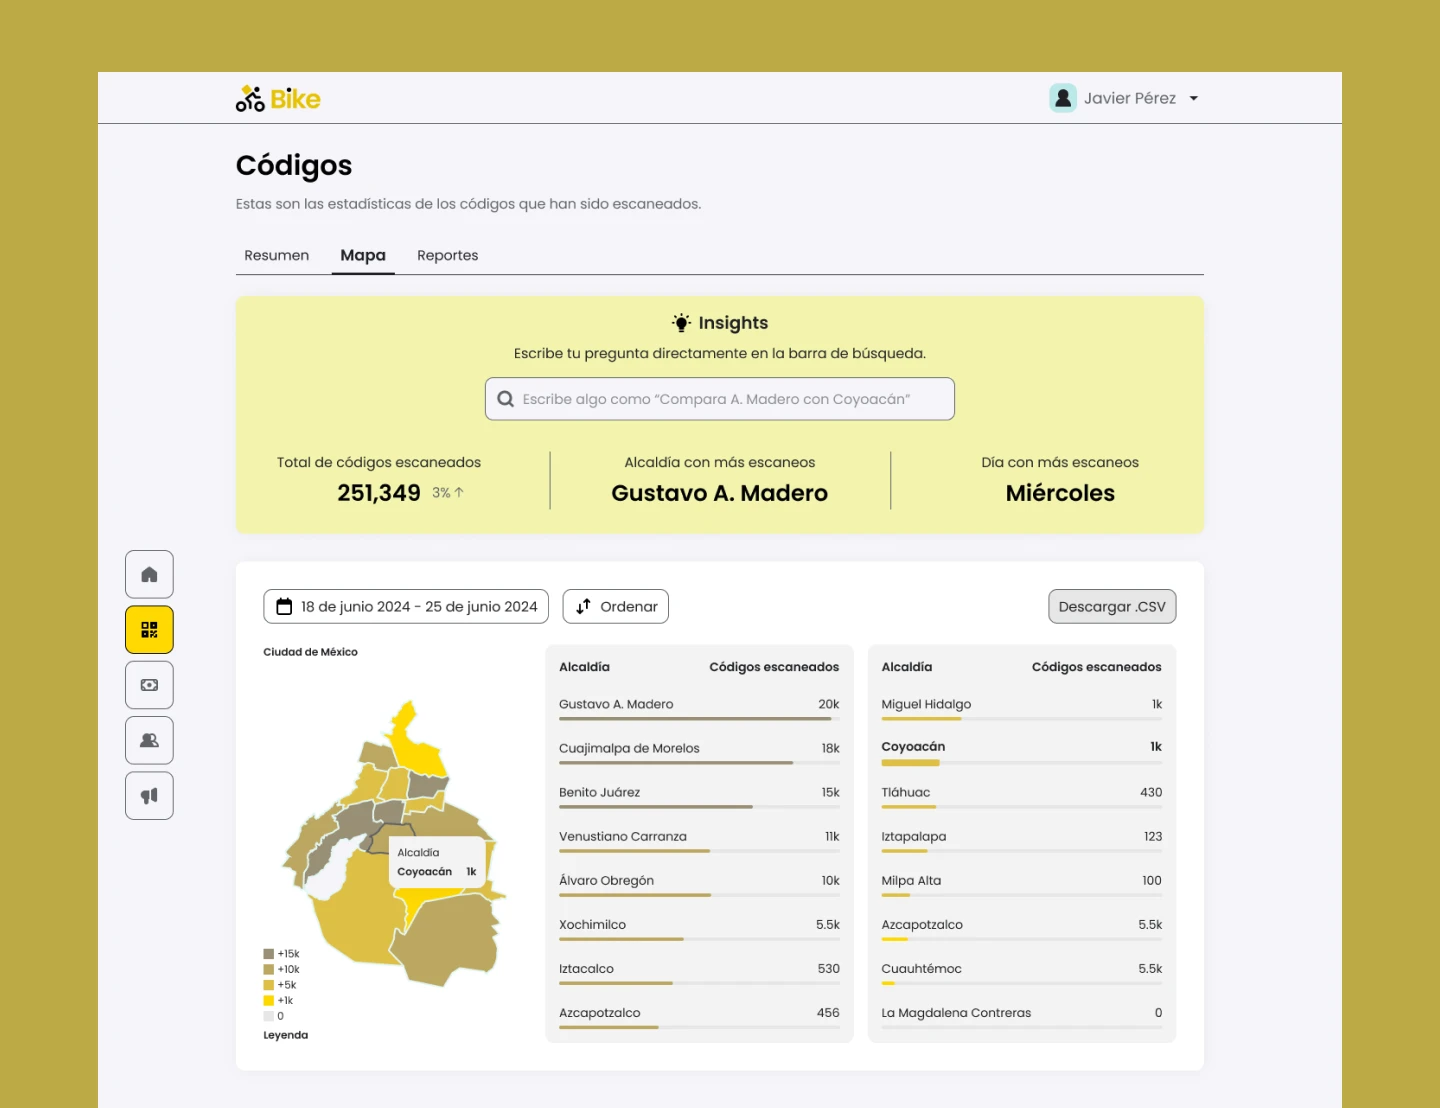 Bike
Javier Pérez
Códigos
Estas son las estadísticas de los códigos que han sido escaneados.
Resumen Mapa Reportes
Insights
Escribe tu pregunta directamente en la barra de búsqueda.
Escribe algo como “Compara A. Madero con Coyoacán”
Total de códigos escaneados
251,349 3% ↑
Alcaldía con más escaneos
Gustavo A. Madero
Día con más escaneos
Miércoles
18 de junio 2024 - 25 de junio 2024
Ordenar
Descargar .CSV
Ciudad de México
Alcaldía
Coyoacán 1k
+15k
+10k
+5k
+1k
0
Leyenda
Alcaldía Códigos escaneados
Gustavo A. Madero 20k
Cuajimalpa de Morelos 18k
Benito Juárez 15k
Venustiano Carranza 11k
Álvaro Obregón 10k
Xochimilco 5.5k
Iztacalco 530
Azcapotzalco 456
Alcaldía Códigos escaneados
Miguel Hidalgo 1k
Coyoacán 1k
Tláhuac 430
Iztapalapa 123
Milpa Alta 100
Azcapotzalco 5.5k
Cuauhtémoc 5.5k
La Magdalena Contreras 0